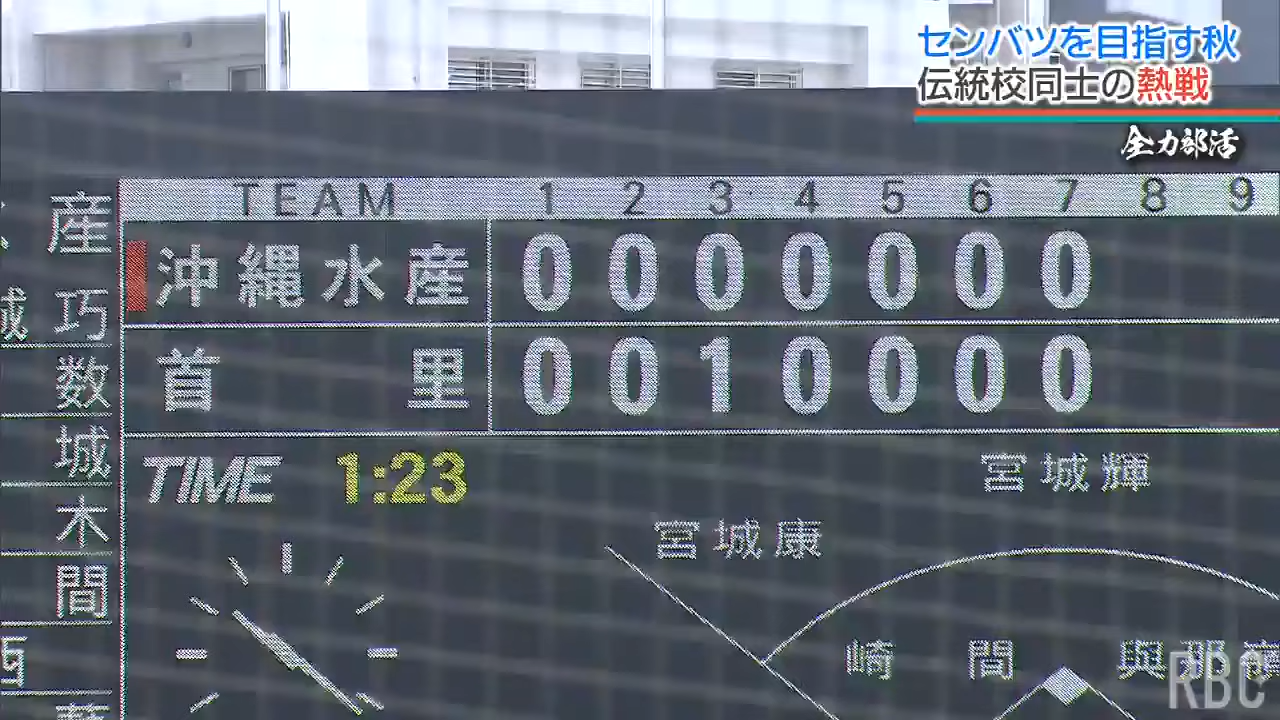 センバツを目指す秋
伝統校同士の熱戦
全力部活
TEAM 1 2 3 4 5 6 7 8 9
沖縄水産 0 0 0 0 0 0 0
首里 0 0 1 0 0 0 0
TIME 1:23
産
巧
数
城
木
間
宮城輝
宮城康
崎 間 與那嶺
RBC